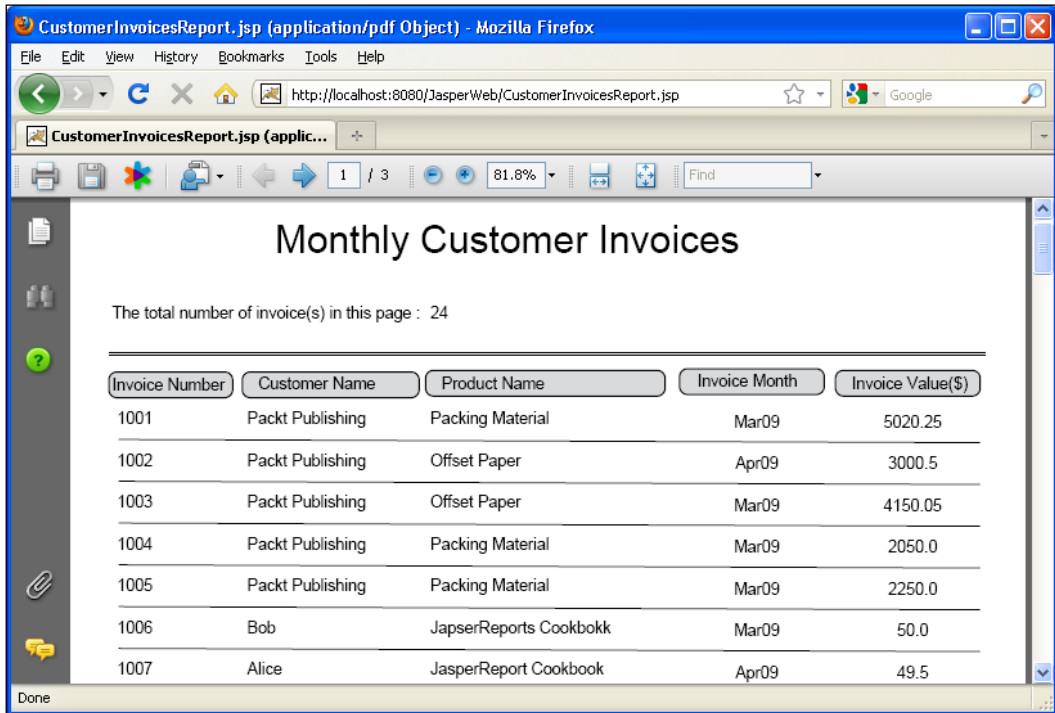 CustomerInvoicesReport.jsp (application/pdf Object) - Mozilla Firefox
File Edit View History Bookmarks Tools Help
http://localhost:8080/JasperWeb/CustomerInvoicesReport.jsp Google
CustomerInvoicesReport.jsp (applic...
1 / 3 81.8% Find
Monthly Customer Invoices
The total number of invoice(s) in this page : 24
Invoice Number Customer Name Product Name Invoice Month Invoice Value($)
1001 Packt Publishing Packing Material Mar09 5020.25
1002 Packt Publishing Offset Paper Apr09 3000.5
1003 Packt Publishing Offset Paper Mar09 4150.05
1004 Packt Publishing Packing Material Mar09 2050.0
1005 Packt Publishing Packing Material Mar09 2250.0
1006 Bob JapserReports Cookbokk Mar09 50.0
1007 Alice JasperReport Cookbook Apr09 49.5
Done